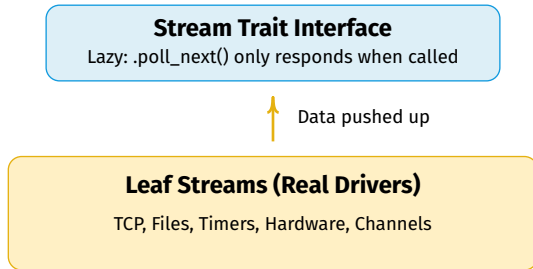 Stream Trait Interface
Lazy: .poll_next() only responds when called
Data pushed up
Leaf Streams (Real Drivers)
TCP, Files, Timers, Hardware, Channels